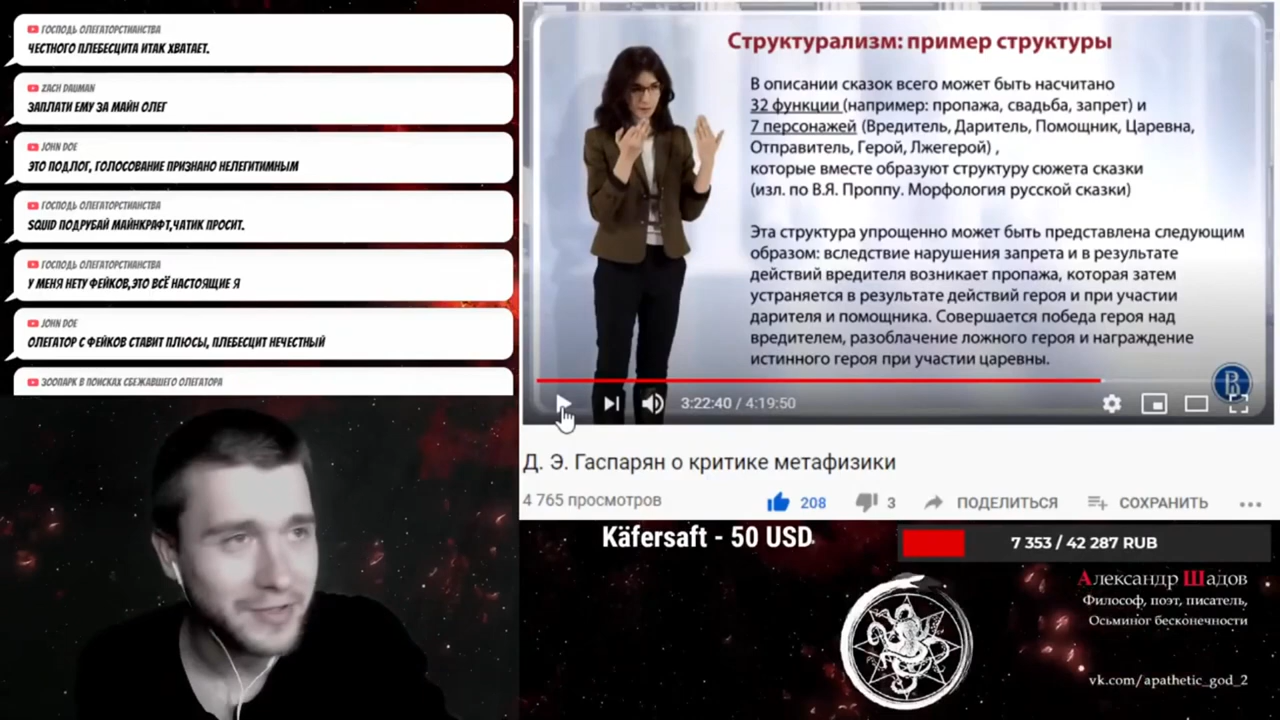 ГОСПОДЬ ОЛЕГАТОРСТИАНСТВА
ЧЕСТНОГО ПЛЕБЕСЦИТА ИТАК ХВАТАЕТ.
ZACH DAUMAN
ЗАПЛАТИ ЕМУ ЗА МАЙН ОЛЕГ
JOHN DOE
ЭТО ПОДЛОГ, ГОЛОСОВАНИЕ ПРИЗНАНО НЕЛЕГИТИМНЫМ
ГОСПОДЬ ОЛЕГАТОРСТИАНСТВА
SQUID ПОДРУБАЙ МАЙНКРАФТ,ЧАТИК ПРОСИТ.
ГОСПОДЬ ОЛЕГАТОРСТИАНСТВА
У МЕНЯ НЕТУ ФЕЙКОВ,ЭТО ВСЁ НАСТОЯЩИЕ Я
JOHN DOE
ОЛЕГАТОР С ФЕЙКОВ СТАВИТ ПЛЮСЫ, ПЛЕБЕСЦИТ НЕЧЕСТНЫЙ
ЗООПАРК В ПОИСКАХ СБЕЖАВШЕГО ОЛЕГАТОРА
Структурализм: пример структуры
В описании сказок всего может быть насчитано
32 функции (например: пропажа, свадьба, запрет) и
7 персонажей (Вредитель, Даритель, Помощник, Царевна,
Отправитель, Герой, Лжегерой) ,
которые вместе образуют структуру сюжета сказки
(изл. по В.Я. Проппу. Морфология русской сказки)
Эта структура упрощенно может быть представлена следующим
образом: вследствие нарушения запрета и в результате
действий вредителя возникает пропажа, которая затем
устраняется в результате действий героя и при участии
дарителя и помощника. Совершается победа героя над
вредителем, разоблачение ложного героя и награждение
истинного героя при участии царевны.
3:22:40 / 4:19:50
Д. Э. Гаспарян о критике метафизики
4 765 просмотров
208
3
ПОДЕЛИТЬСЯ
СОХРАНИТЬ
Käfersaft - 50 USD
7 353 / 42 287 RUB
Александр Шадов
Философ, поэт, писатель,
Осьминог бесконечности
vk.com/apathetic_god_2